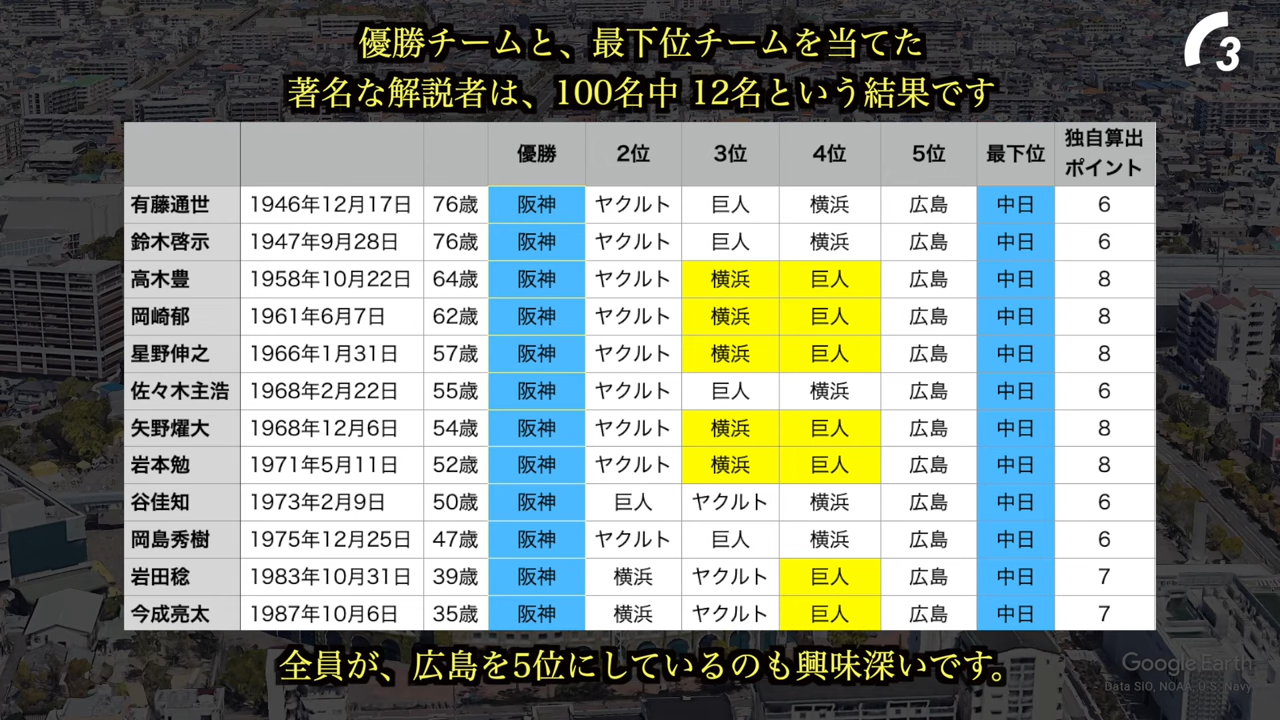 優勝チームと、最下位チームを当てた
著名な解説者は、100名中 12名という結果です
3
優勝 2位 3位 4位 5位 最下位 独自算出
ポイント
有藤通世 1946年12月17日 76歳 阪神 ヤクルト 巨人 横浜 広島 中日 6
鈴木啓示 1947年9月28日 76歳 阪神 ヤクルト 巨人 横浜 広島 中日 6
高木豊 1958年10月22日 64歳 阪神 ヤクルト 横浜 巨人 広島 中日 8
岡崎郁 1961年6月7日 62歳 阪神 ヤクルト 横浜 巨人 広島 中日 8
星野伸之 1966年1月31日 57歳 阪神 ヤクルト 横浜 巨人 広島 中日 8
佐々木主浩 1968年2月22日 55歳 阪神 ヤクルト 巨人 横浜 広島 中日 6
矢野燿大 1968年12月6日 54歳 阪神 ヤクルト 横浜 巨人 広島 中日 8
岩本勉 1971年5月11日 52歳 阪神 ヤクルト 横浜 巨人 広島 中日 8
谷佳知 1973年2月9日 50歳 阪神 巨人 ヤクルト 横浜 広島 中日 6
岡島秀樹 1975年12月25日 47歳 阪神 ヤクルト 巨人 横浜 広島 中日 6
岩田稔 1983年10月31日 39歳 阪神 横浜 ヤクルト 巨人 広島 中日 7
今成亮太 1987年10月6日 35歳 阪神 横浜 ヤクルト 巨人 広島 中日 7
全員が、広島を5位にしているのも興味深いです。
Google Earth
Data SIO, NOAA, U.S. Navy